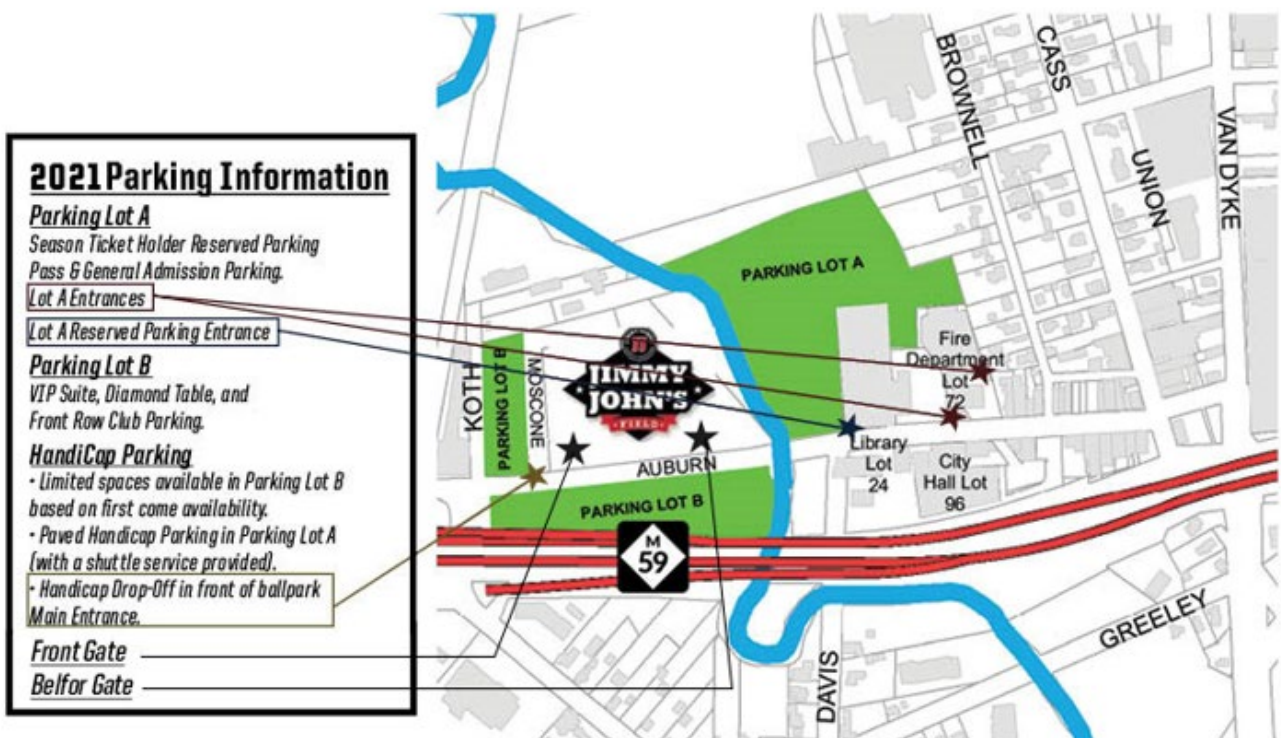 2021 Parking Information
Parking Lot A
Season Ticket Holder Reserved Parking
Pass & General Admission Parking.
Lot A Entrances
Lot A Reserved Parking Entrance
Parking Lot B
VIP Suite, Diamond Table, and
Front Row Club Parking.
HandiCap Parking
• Limited spaces available in Parking Lot B
based on first come availability.
• Paved Handicap Parking in Parking Lot A
(with a shuttle service provided).
• Handicap Drop-Off in front of ballpark
Main Entrance.
Front Gate
Belfor Gate
BROWNELL
CASS
UNION
VAN DYKE
PARKING LOT A
KOTH
PARKING LOT B
MOSCONE
JIMMY
JOHN'S
FIELD
Fire
Department
Lot
72
AUBURN
Library
Lot
24
City
Hall Lot
96
PARKING LOT B
M
59
DAVIS
GREELEY